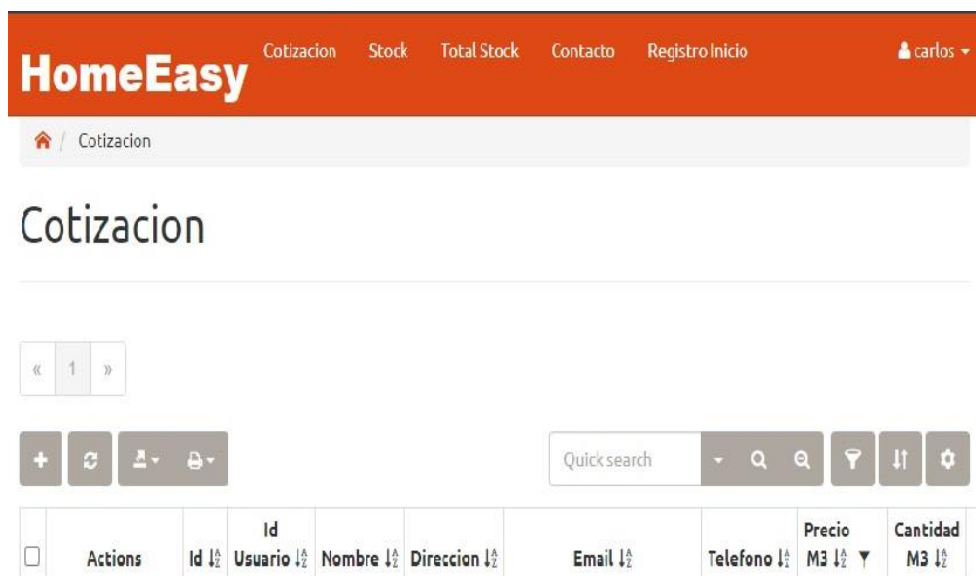 HomeEasy Cotizacion Stock Total Stock Contacto Registro Inicio carlos
/ Cotizacion
Cotizacion
« 1 »
Quick search
Actions Id Id Usuario Nombre Direccion Email Telefono Precio M3 Cantidad M3